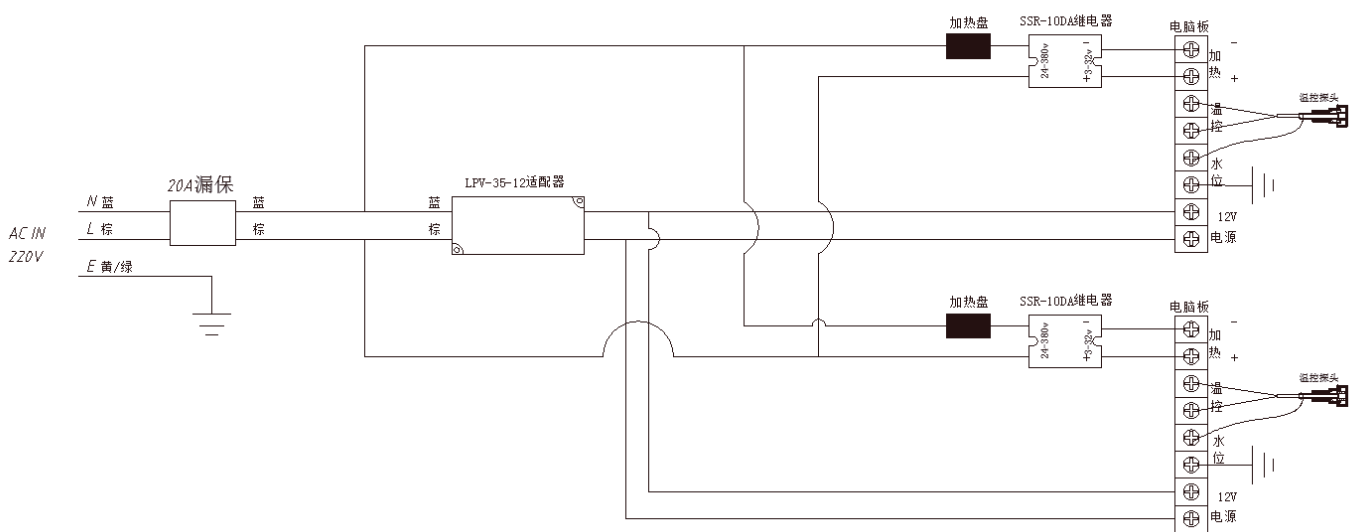 加热盘
SSR-10DA继电器
电脑板
24-380v
-
+3-32v
加
热
-
+
温控探头
温
控
水
位
12V
电源
20A漏保
LPV-35-12适配器
N 蓝
蓝
蓝
AC IN
220V
L 棕
棕
棕
E 黄/绿
加热盘
SSR-10DA继电器
电脑板
24-380v
-
+3-32v
加
热
-
+
温控探头
温
控
水
位
12V
电源